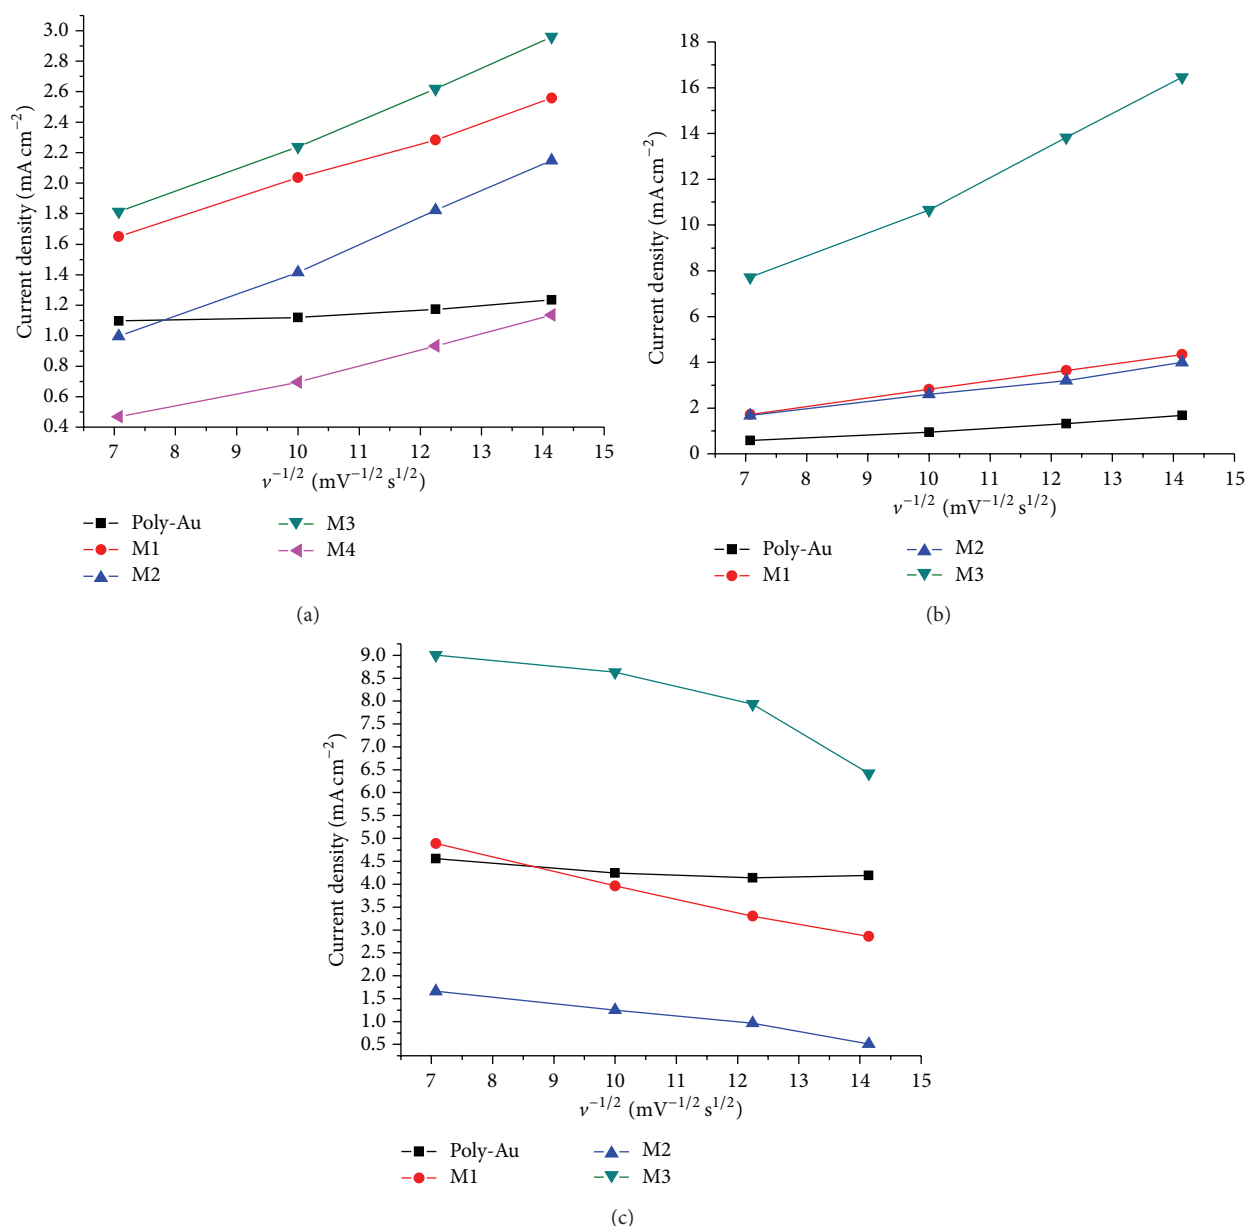 3.0
2.8
2.6
2.4
2.2
2.0
1.8
1.6
1.4
1.2
1.0
0.8
0.6
0.4
Current density (mA cm⁻²)
7 8 9 10 11 12 13 14 15
ν⁻¹/² (mV⁻¹/² s¹/²)
Poly-Au
M1
M2
M3
M4
(a)
18
16
14
12
10
8
6
4
2
0
Current density (mA cm⁻²)
7 8 9 10 11 12 13 14 15
ν⁻¹/² (mV⁻¹/² s¹/²)
Poly-Au
M1
M2
M3
(b)
9.0
8.5
8.0
7.5
7.0
6.5
6.0
5.5
5.0
4.5
4.0
3.5
3.0
2.5
2.0
1.5
1.0
0.5
Current density (mA cm⁻²)
7 8 9 10 11 12 13 14 15
ν⁻¹/² (mV⁻¹/² s¹/²)
Poly-Au
M1
M2
M3
(c)